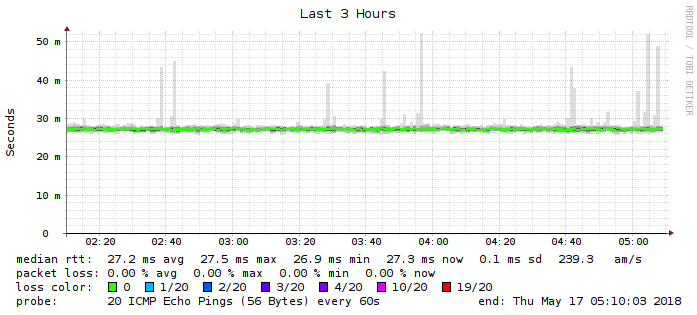 Last 3 Hours
RRDTOOL / TOBI OETIKER
Seconds
50 m
40 m
30 m
20 m
10 m
0
02:20 02:40 03:00 03:20 03:40 04:00 04:20 04:40 05:00
median rtt: 27.2 ms avg 27.5 ms max 26.9 ms min 27.3 ms now 0.1 ms sd 239.3 am/s
packet loss: 0.00 % avg 0.00 % max 0.00 % min 0.00 % now
loss color: 0 1/20 2/20 3/20 4/20 10/20 19/20
probe: 20 ICMP Echo Pings (56 Bytes) every 60s end: Thu May 17 05:10:03 2018